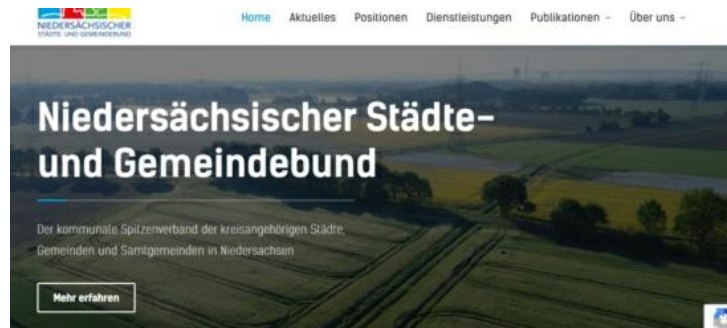 NIEDERSÄCHSISCHER
STÄDTE- UND GEMEINDEBUND
Home Aktuelles Positionen Dienstleistungen Publikationen Über uns
Niedersächsischer Städte-
und Gemeindebund
Der kommunale Spitzenverband der kreisangehörigen Städte,
Gemeinden und Samtgemeinden in Niedersachsen
Mehr erfahren